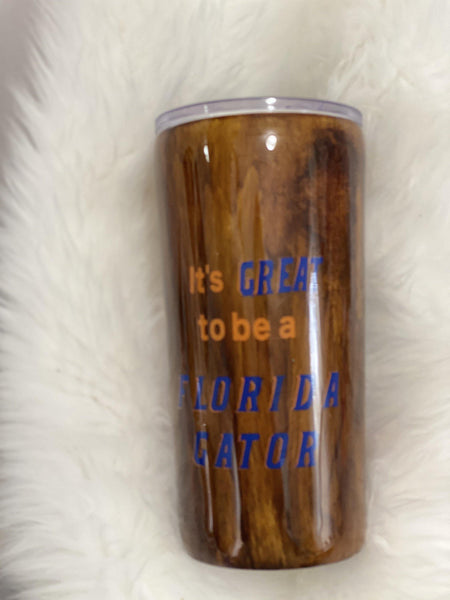 It's GREAT
to be a
FLORIDA
GATOR